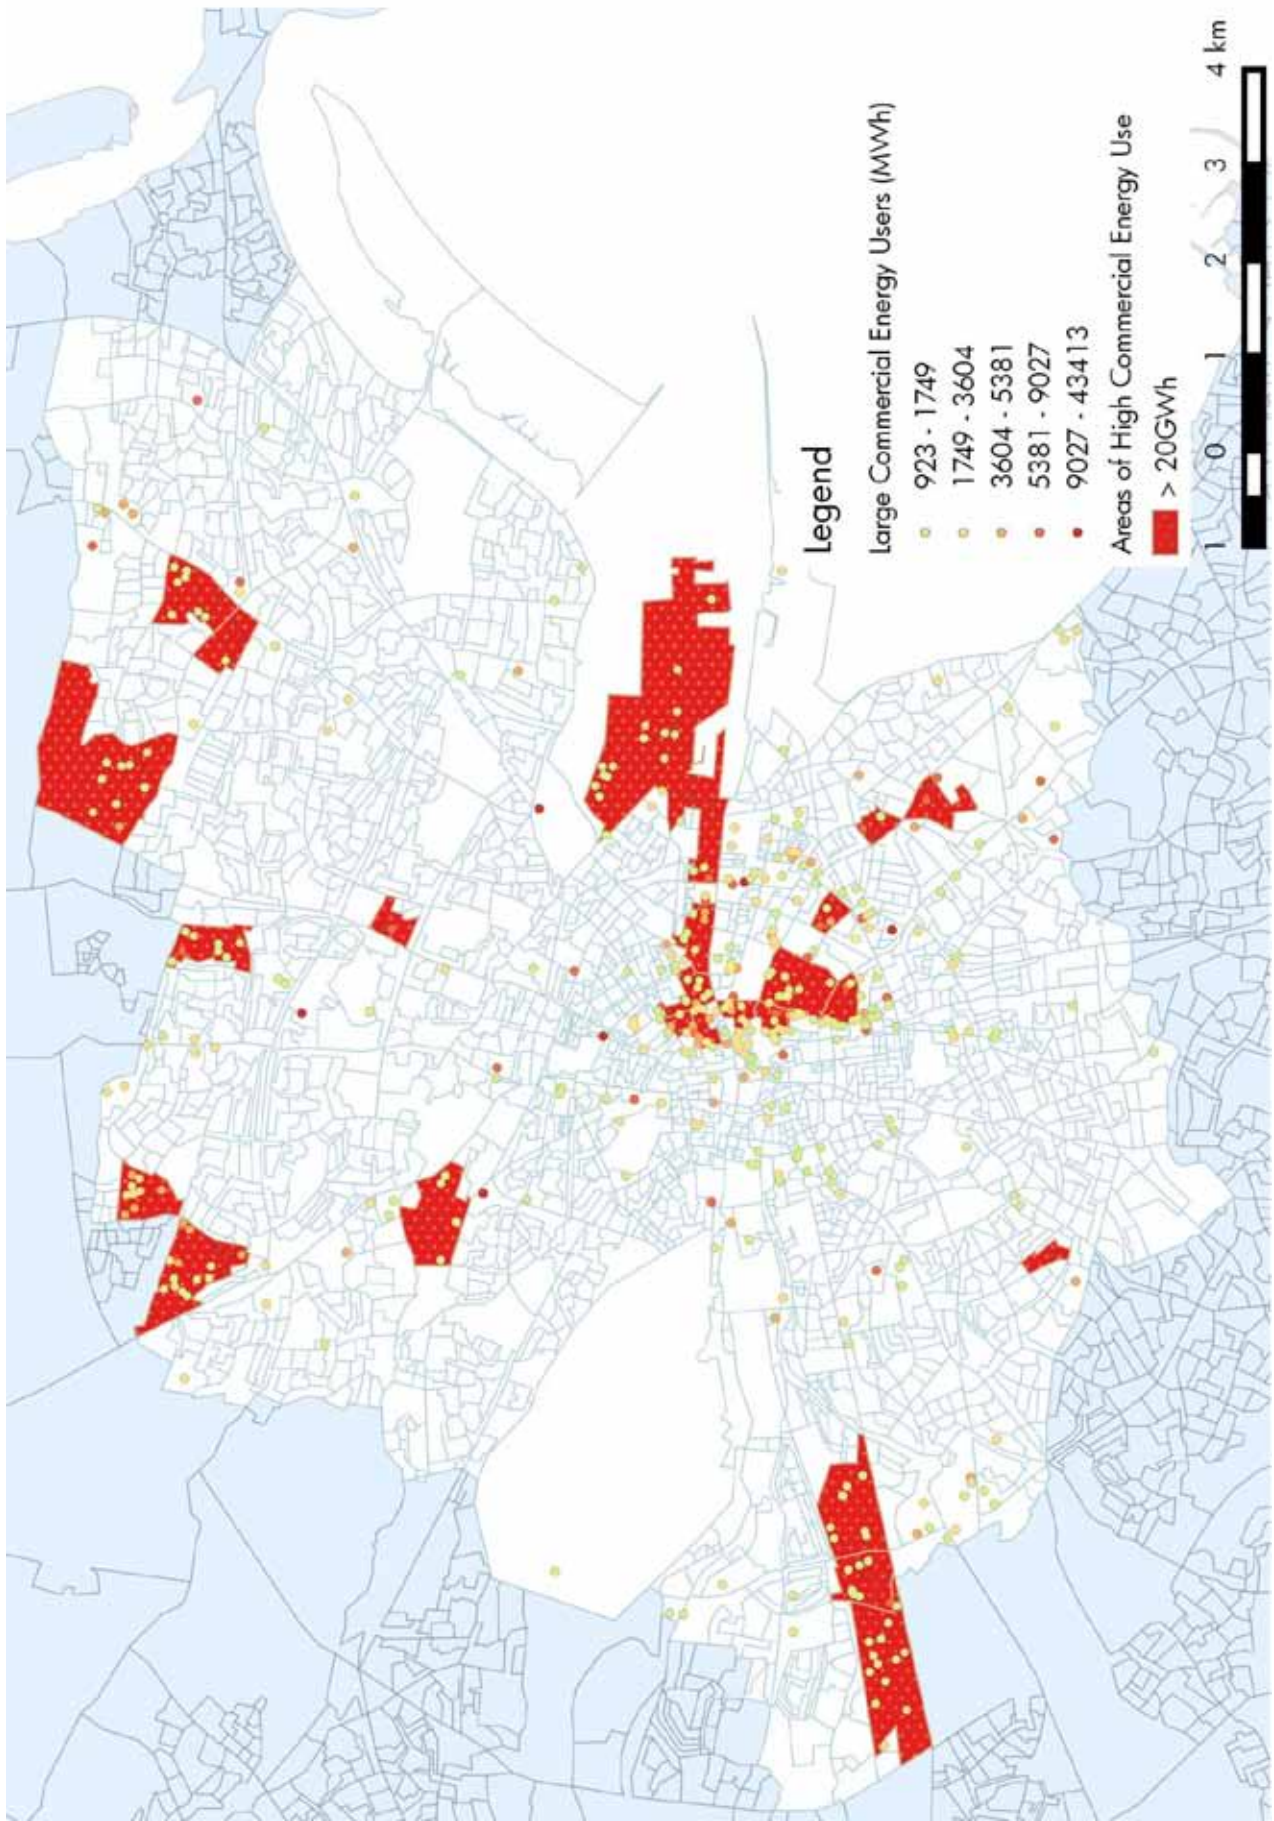 Legend
Large Commercial Energy Users (MWh)
923 - 1749
1749 - 3604
3604 - 5381
5381 - 9027
9027 - 43413
Areas of High Commercial Energy Use
> 20GWh
1 0 1 2 3 4 km